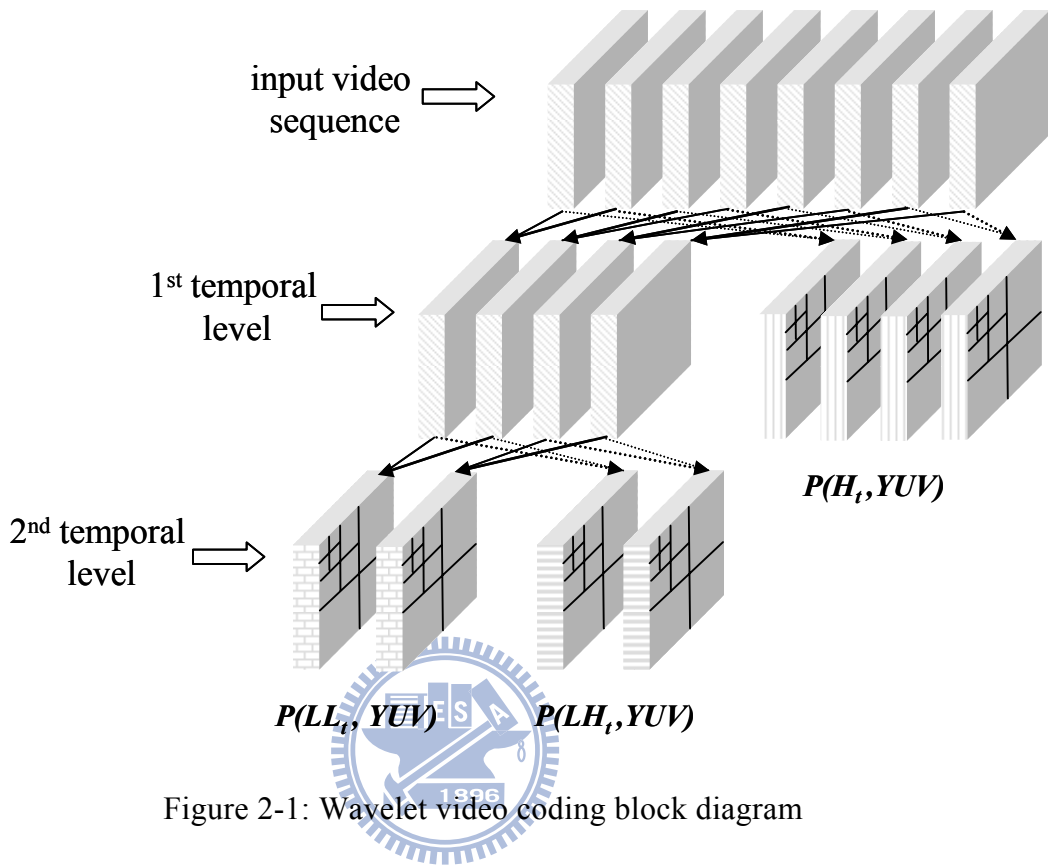 input video
sequence
1st temporal
level
P(Ht,YUV)
2nd temporal
level
P(LLt, YUV)
P(LHt,YUV)
E S A
1896
Figure 2-1: Wavelet video coding block diagram